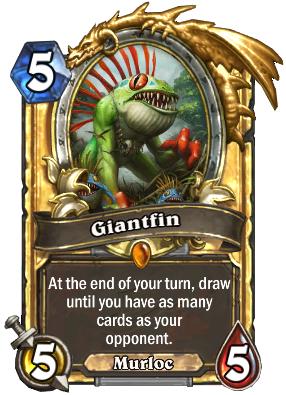 5
Giantfin
At the end of your turn, draw
until you have as many
cards as your
opponent.
5
Murloc
5